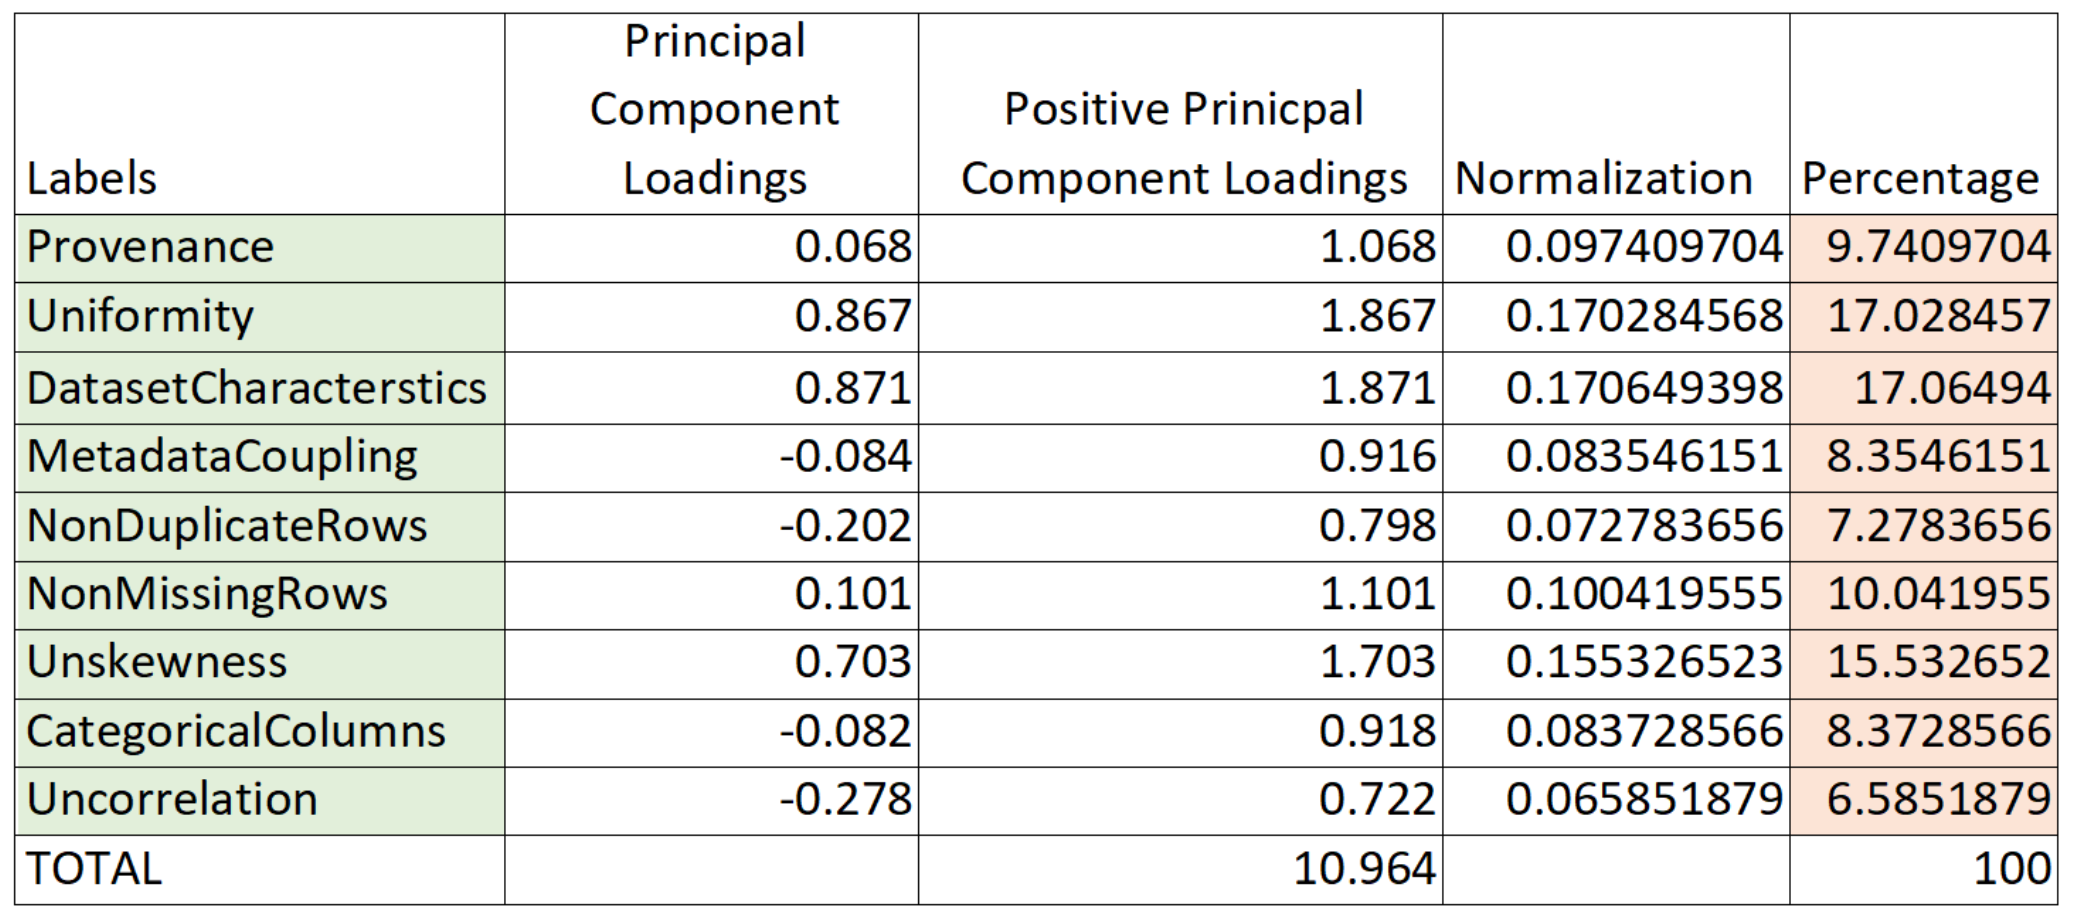 Labels Principal Component Loadings Positive Prinicpal Component Loadings Normalization Percentage
Provenance 0.068 1.068 0.097409704 9.7409704
Uniformity 0.867 1.867 0.170284568 17.028457
DatasetCharacterstics 0.871 1.871 0.170649398 17.06494
MetadataCoupling -0.084 0.916 0.083546151 8.3546151
NonDuplicateRows -0.202 0.798 0.072783656 7.2783656
NonMissingRows 0.101 1.101 0.100419555 10.041955
Unskewness 0.703 1.703 0.155326523 15.532652
CategoricalColumns -0.082 0.918 0.083728566 8.3728566
Uncorrelation -0.278 0.722 0.065851879 6.5851879
TOTAL 10.964 100